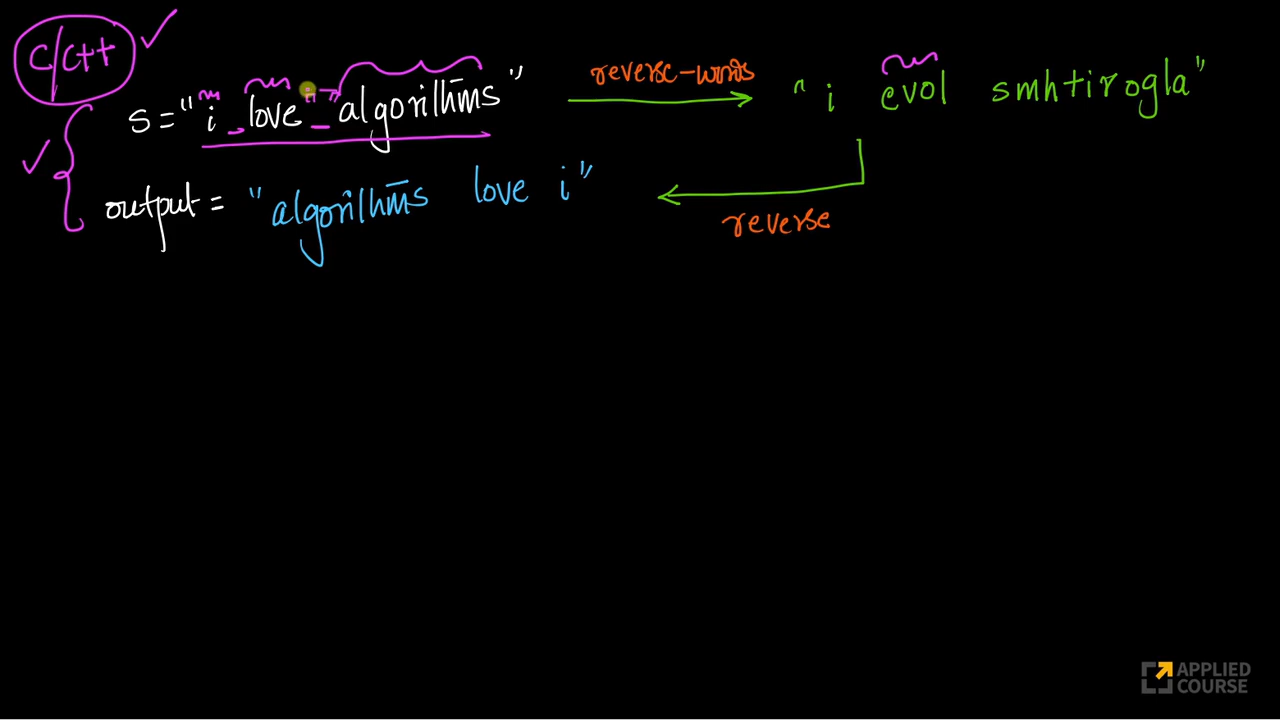 C/C++
s = "i love" "algorithms" reverse-words "i evol smhtirogla"
output = "algorithms love i" reverse
APPLIED
COURSE